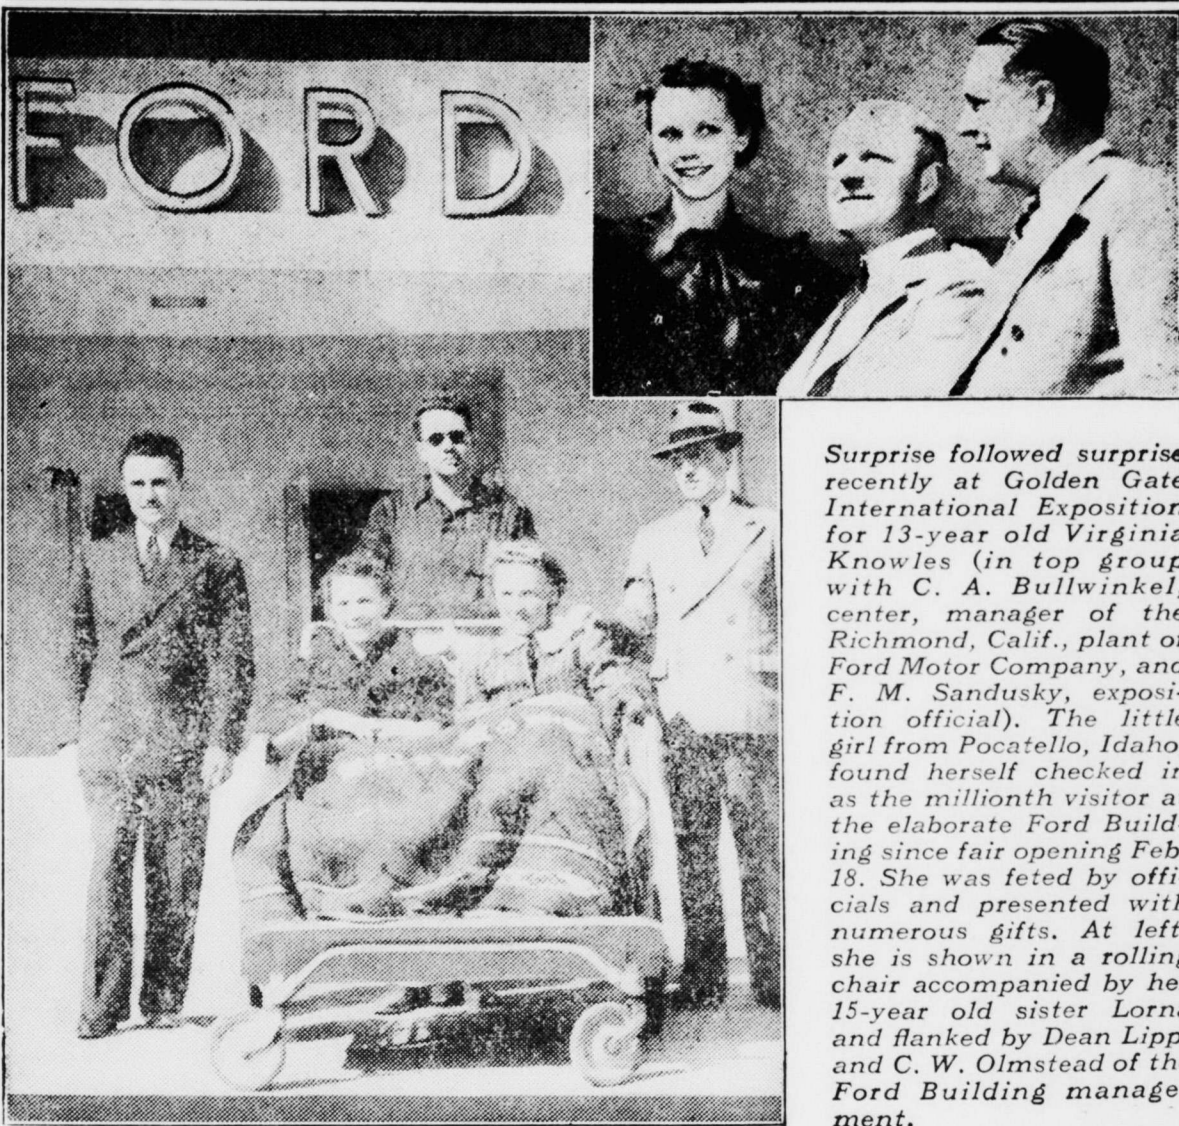 FORD
Surprise followed surprise
recently at Golden Gate
International Exposition
for 13-year old Virginia
Knowles (in top group
with C. A. Bullwinkel,
center, manager of the
Richmond, Calif., plant of
Ford Motor Company, and
F. M. Sandusky, exposi-
tion official). The little
girl from Pocatello, Idaho,
found herself checked in
as the millionth visitor at
the elaborate Ford Build-
ing since fair opening Feb.
18. She was feted by offi-
cials and presented with
numerous gifts. At left,
she is shown in a rolling
chair accompanied by her
15-year old sister Lorna
and flanked by Dean Lipp
and C. W. Olmstead of the
Ford Building manage-
ment.